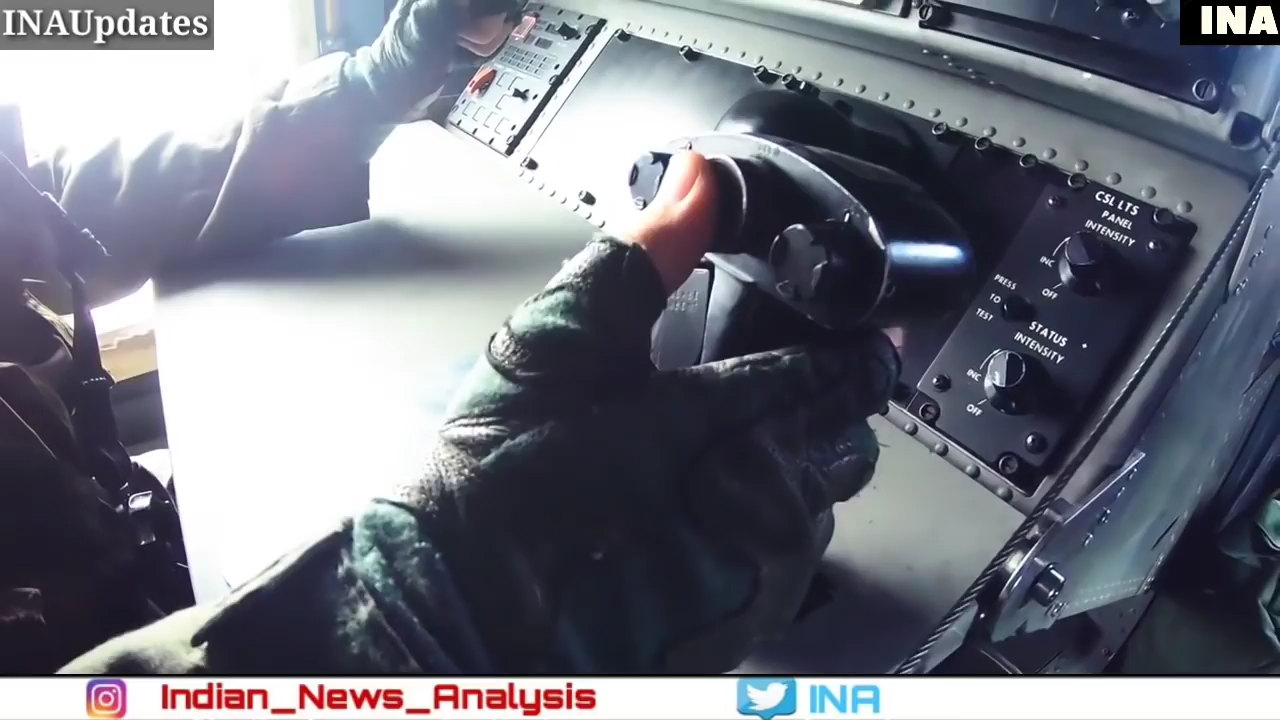 INAUpdates
INA
CSL LTS
PANEL
INTENSITY
INC
OFF
PRESS
TO
TEST
STATUS
INTENSITY
INC
OFF
Indian_News_Analysis
INA